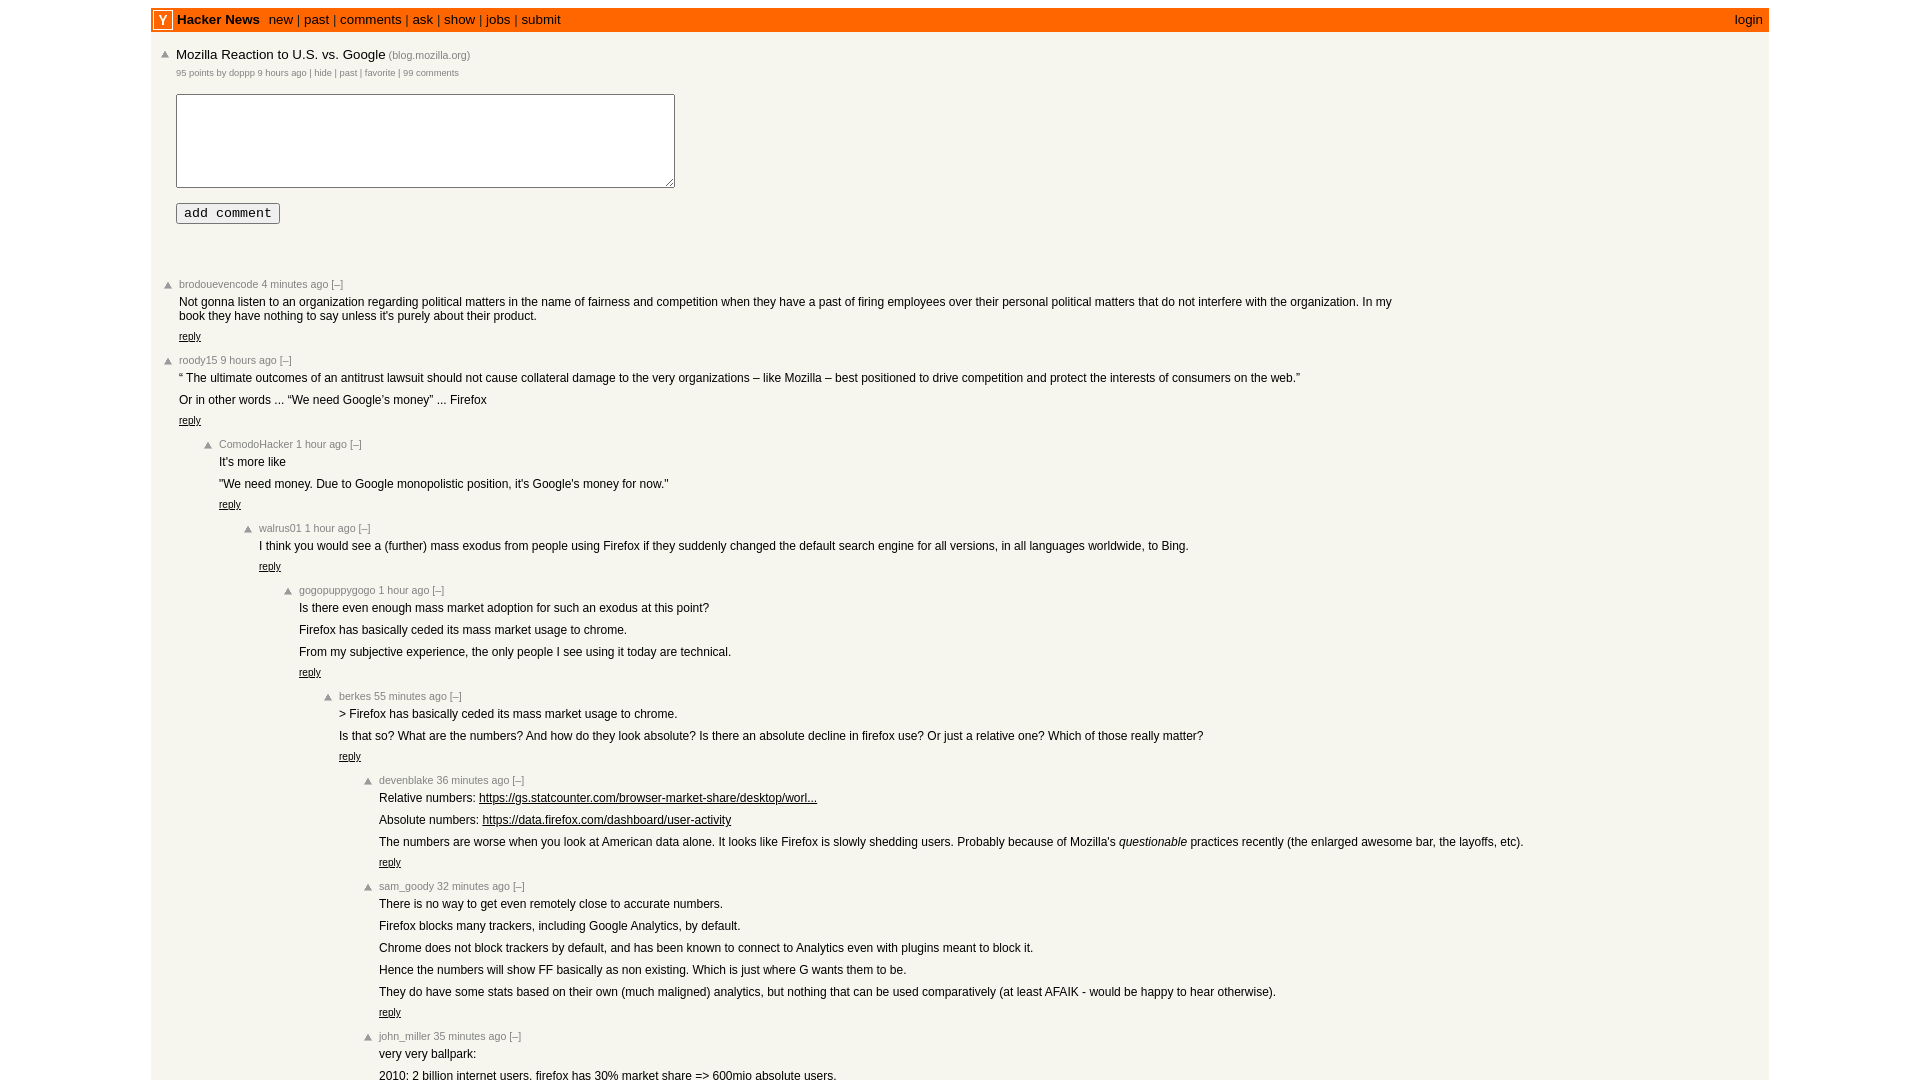 Y Hacker News new | past | comments | ask | show | jobs | submit login
Mozilla Reaction to U.S. vs. Google (blog.mozilla.org)
95 points by doppp 9 hours ago | hide | past | favorite | 99 comments
add comment
brodouevencode 4 minutes ago [–]
Not gonna listen to an organization regarding political matters in the name of fairness and competition when they have a past of firing employees over their personal political matters that do not interfere with the organization. In my
book they have nothing to say unless it's purely about their product.
reply
roody15 9 hours ago [–]
“ The ultimate outcomes of an antitrust lawsuit should not cause collateral damage to the very organizations – like Mozilla – best positioned to drive competition and protect the interests of consumers on the web.”
Or in other words ... “We need Google’s money” ... Firefox
reply
ComodoHacker 1 hour ago [–]
It's more like
"We need money. Due to Google monopolistic position, it's Google's money for now."
reply
walrus01 1 hour ago [–]
I think you would see a (further) mass exodus from people using Firefox if they suddenly changed the default search engine for all versions, in all languages worldwide, to Bing.
reply
gogopuppygogo 1 hour ago [–]
Is there even enough mass market adoption for such an exodus at this point?
Firefox has basically ceded its mass market usage to chrome.
From my subjective experience, the only people I see using it today are technical.
reply
berkes 55 minutes ago [–]
> Firefox has basically ceded its mass market usage to chrome.
Is that so? What are the numbers? And how do they look absolute? Is there an absolute decline in firefox use? Or just a relative one? Which of those really matter?
reply
devenblake 36 minutes ago [–]
Relative numbers: https://gs.statcounter.com/browser-market-share/desktop/worl...
Absolute numbers: https://data.firefox.com/dashboard/user-activity
The numbers are worse when you look at American data alone. It looks like Firefox is slowly shedding users. Probably because of Mozilla's questionable practices recently (the enlarged awesome bar, the layoffs, etc).
reply
sam_goody 32 minutes ago [–]
There is no way to get even remotely close to accurate numbers.
Firefox blocks many trackers, including Google Analytics, by default.
Chrome does not block trackers by default, and has been known to connect to Analytics even with plugins meant to block it.
Hence the numbers will show FF basically as non existing. Which is just where G wants them to be.
They do have some stats based on their own (much maligned) analytics, but nothing that can be used comparatively (at least AFAIK - would be happy to hear otherwise).
reply
john_miller 35 minutes ago [–]
very very ballpark:
2010: 2 billion internet users, firefox has 30% market share => 600mio absolute users.